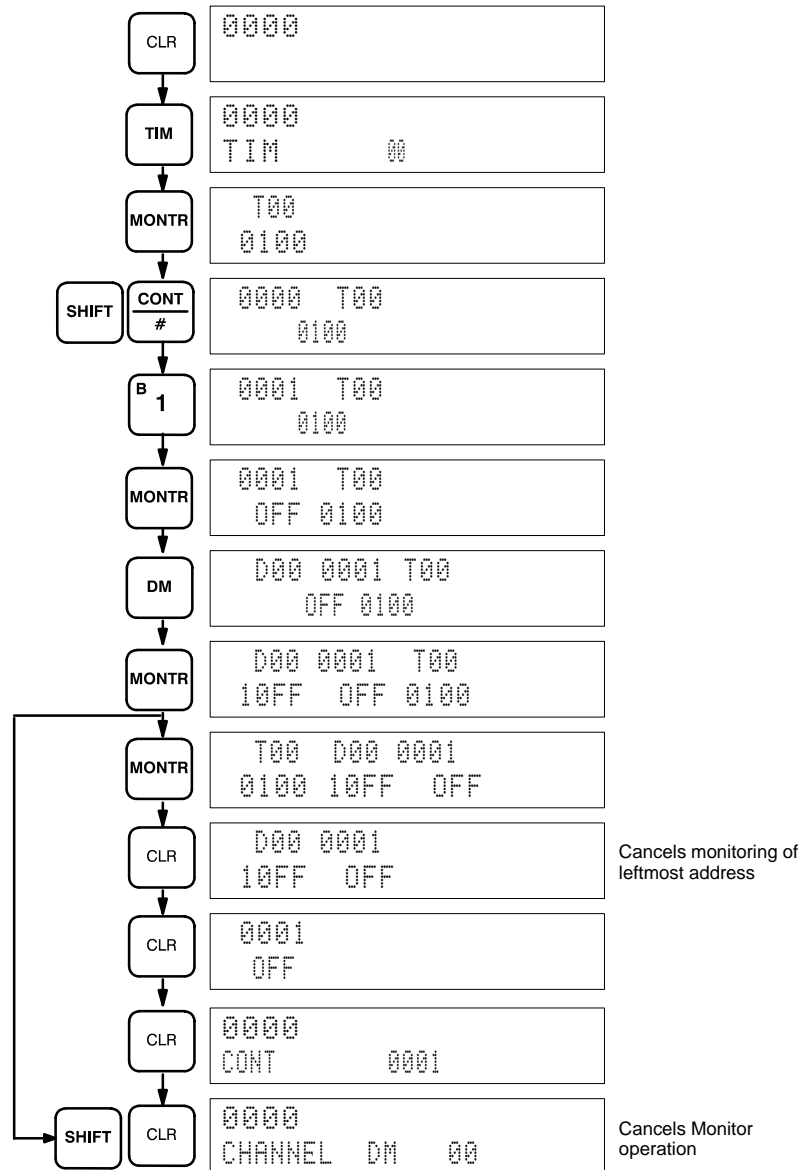 CLR
0000
TIM
0000
TIM 00
MONTR
T00
0100
SHIFT
CONT
#
0000 T00
0100
B
1
0001 T00
0100
MONTR
0001 T00
OFF 0100
DM
D00 0001 T00
OFF 0100
MONTR
D00 0001 T00
10FF OFF 0100
MONTR
T00 D00 0001
0100 10FF OFF
CLR
D00 0001
10FF OFF
Cancels monitoring of
leftmost address
CLR
0001
OFF
CLR
0000
CONT 0001
SHIFT
CLR
0000
CHANNEL DM 00
Cancels Monitor
operation